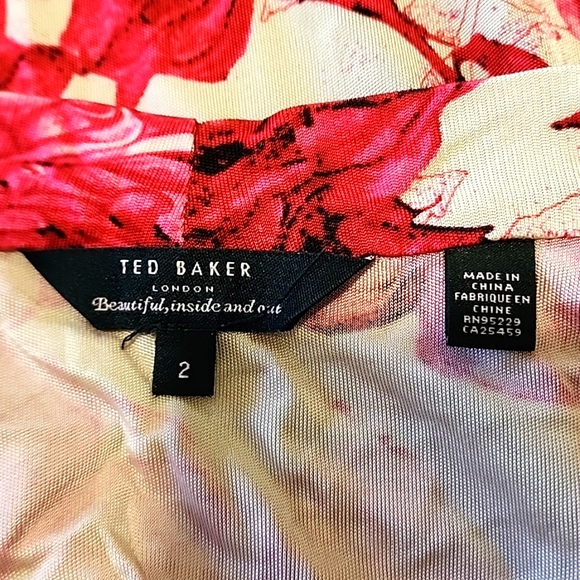 TED BAKER
LONDON
Beautiful, inside and out
2
MADE IN
CHINA
FABRIQUE EN
CHINE
RN95229
CA25459